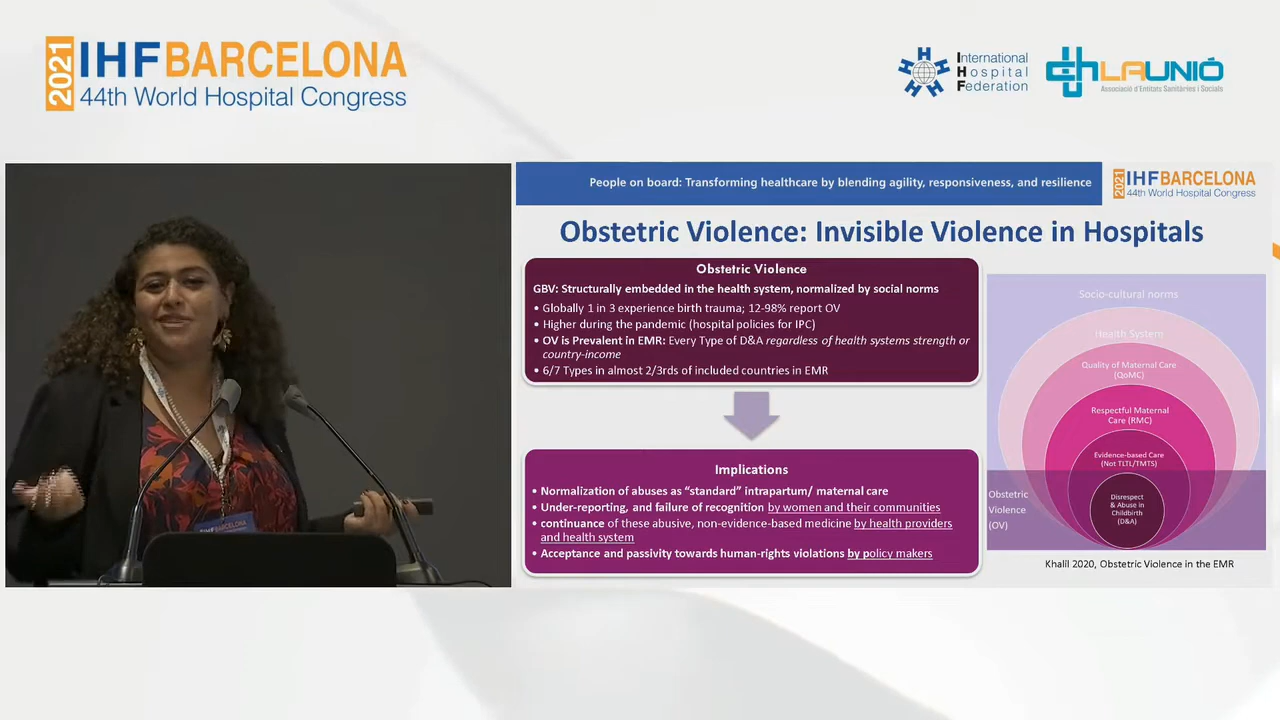 2021 IHFBARCELONA
44th World Hospital Congress
International
Hospital
Federation
LAUNIÓ
Associació d'Entitats Sanitàries i Socials
People on board: Transforming healthcare by blending agility, responsiveness, and resilience
2021 IHFBARCELONA
44th World Hospital Congress
Obstetric Violence: Invisible Violence in Hospitals
Obstetric Violence
GBV: Structurally embedded in the health system, normalized by social norms
• Globally 1 in 3 experience birth trauma; 12-98% report OV
• Higher during the pandemic (hospital policies for IPC)
• OV is Prevalent in EMR: Every Type of D&A regardless of health systems strength or
country-income
• 6/7 Types in almost 2/3rds of included countries in EMR
Implications
• Normalization of abuses as “standard” intrapartum/ maternal care
• Under-reporting, and failure of recognition by women and their communities
• continuance of these abusive, non-evidence-based medicine by health providers
and health system
• Acceptance and passivity towards human-rights violations by policy makers
Socio-cultural norms
Health System
Quality of Maternal Care
(QoMC)
Respectful Maternal
Care (RMC)
Evidence-based Care
(Not TLTL/TMTS)
Disrespect
& Abuse in
Childbirth
(D&A)
Obstetric
Violence
(OV)
Khalil 2020, Obstetric Violence in the EMR
IHFBARCELONA